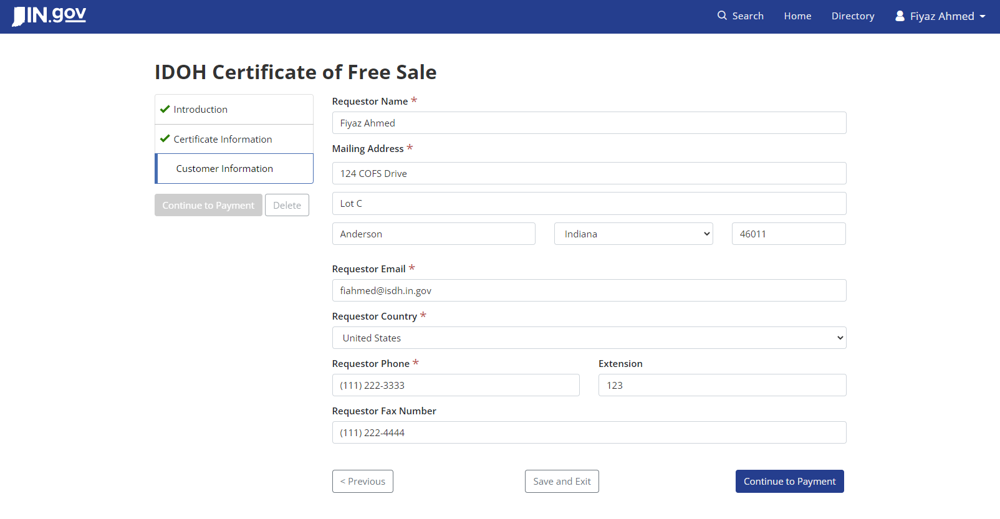 IN.gov
Search Home Directory Fiyaz Ahmed
IDOH Certificate of Free Sale
Introduction
Certificate Information
Customer Information
Continue to Payment Delete
Requestor Name *
Fiyaz Ahmed
Mailing Address *
124 COFS Drive
Lot C
Anderson Indiana 46011
Requestor Email *
fiahmed@isdh.in.gov
Requestor Country *
United States
Requestor Phone * Extension
(111) 222-3333 123
Requestor Fax Number
(111) 222-4444
< Previous Save and Exit Continue to Payment